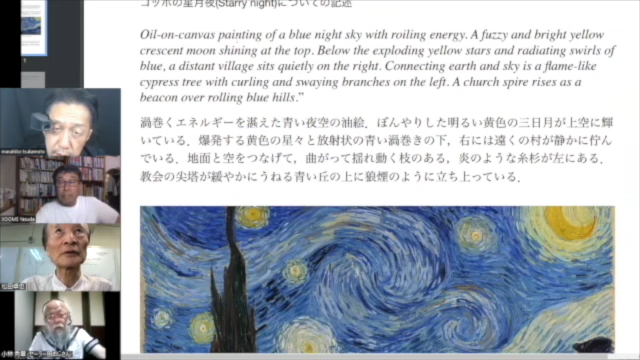 ゴッホの星月夜(Starry night)についての記述
Oil-on-canvas painting of a blue night sky with roiling energy. A fuzzy and bright yellow
crescent moon shining at the top. Below the exploding yellow stars and radiating swirls of
blue, a distant village sits quietly on the right. Connecting earth and sky is a flame-like
cypress tree with curling and swaying branches on the left. A church spire rises as a
beacon over rolling blue hills.”
渦巻くエネルギーを湛えた青い夜空の油絵．ぼんやりした明るい黄色の三日月が上空に輝
いている．爆発する黄色の星々と放射状の青い渦巻きの下，右には遠くの村が静かに佇ん
でいる．地面と空をつなげて，曲がって揺れ動く枝のある，炎のような糸杉が左にある．
教会の尖塔が緩やかにうねる青い丘の上に狼煙のように立ち上っている．
masahiko tsukamoto
松田卓也